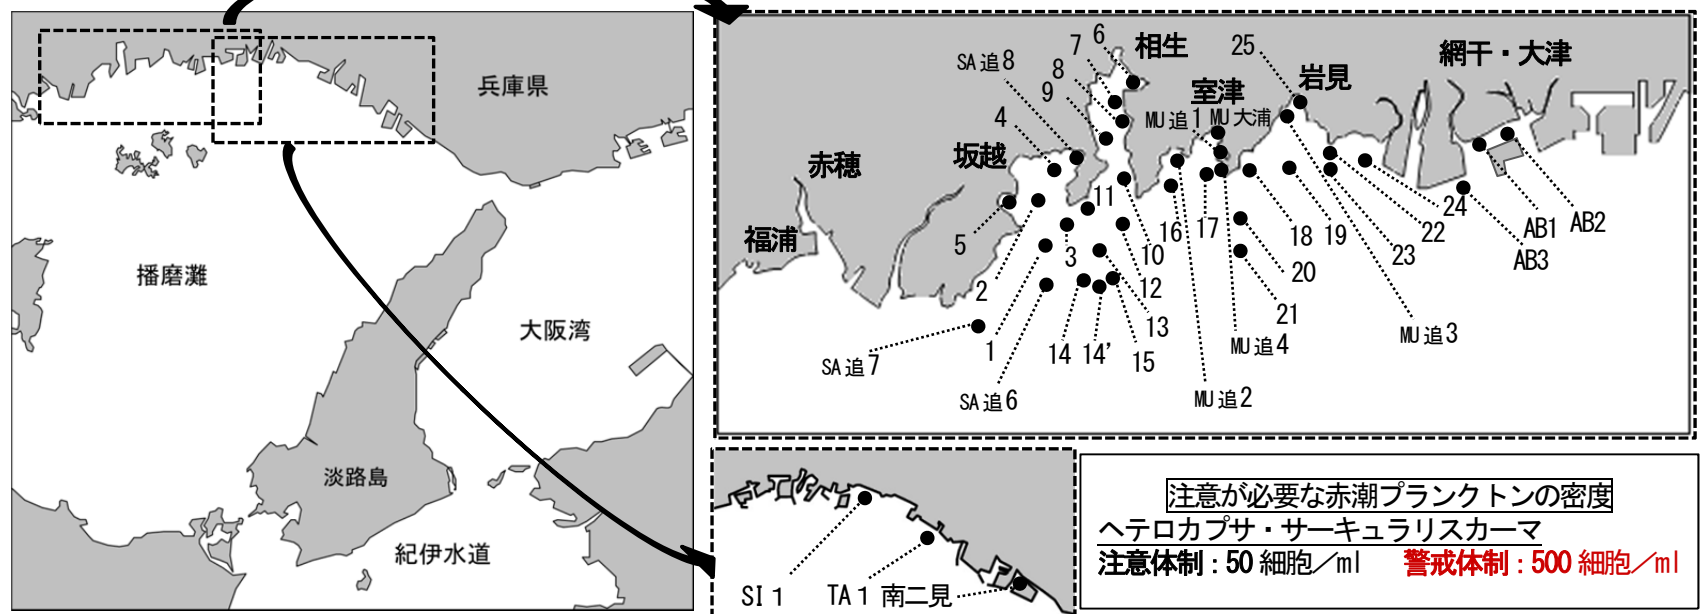 兵庫県
播磨灘
大阪湾
淡路島
紀伊水道
相生
網干・大津
岩見
室津
坂越
赤穂
福浦
25
6
7
8
9
SA追8
4
MU追1
MU大浦
5
2
1
3
11
10
12
13
14
14'
15
16
17
18
19
20
21
22
23
24
AB1
AB2
AB3
MU追3
MU追4
MU追2
SA追7
SA追6
SI 1
TA 1
南二見
注意が必要な赤潮プランクトンの密度
ヘテロカプサ・サーキュラリスカーマ
注意体制：50 細胞／ml　警戒体制：500 細胞／ml